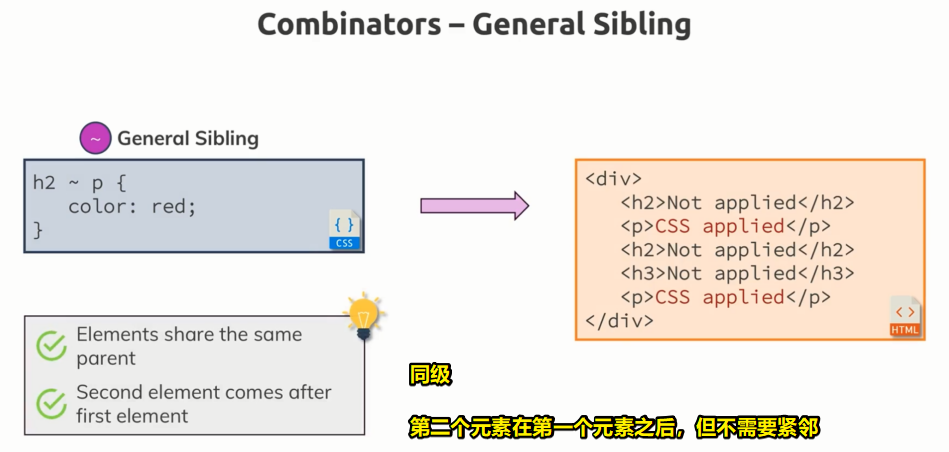 Combinators – General Sibling
~ General Sibling
h2 ~ p {
color: red;
}
{ }
CSS
<div>
<h2>Not applied</h2>
<p>CSS applied</p>
<h2>Not applied</h2>
<h3>Not applied</h3>
<p>CSS applied</p>
</div>
< >
HTML
Elements share the same
parent
Second element comes after
first element
同级
第二个元素在第一个元素之后，但不需要紧邻